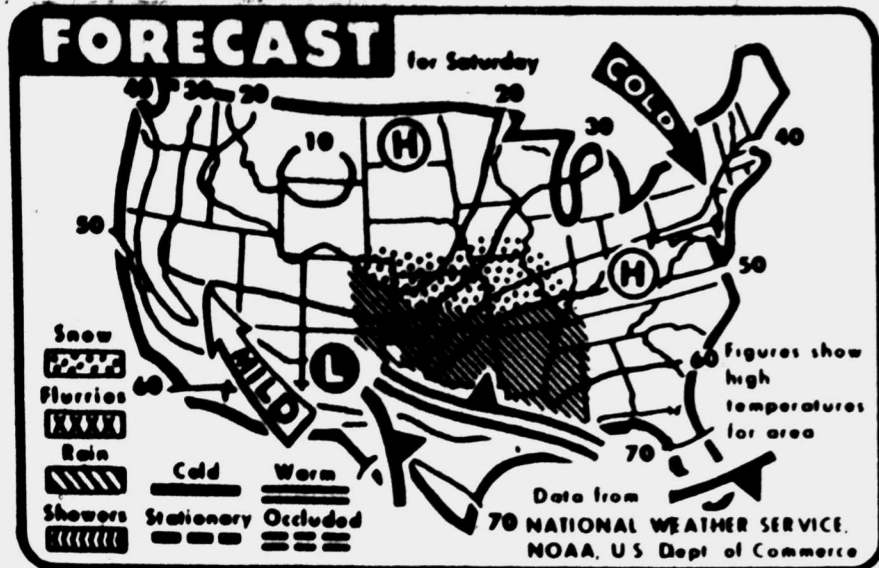 FORECAST
for Saturday
COLD
40 30 20
20
30
10
H
40
50
H
50
Snow
MILD
L
60
Figures show
high
temperatures
for area
60
Flurries
Rain
Cold
Warm
70
Data from
Showers
Stationary
Occluded
70
NATIONAL WEATHER SERVICE,
NOAA, U S Dept of Commerce